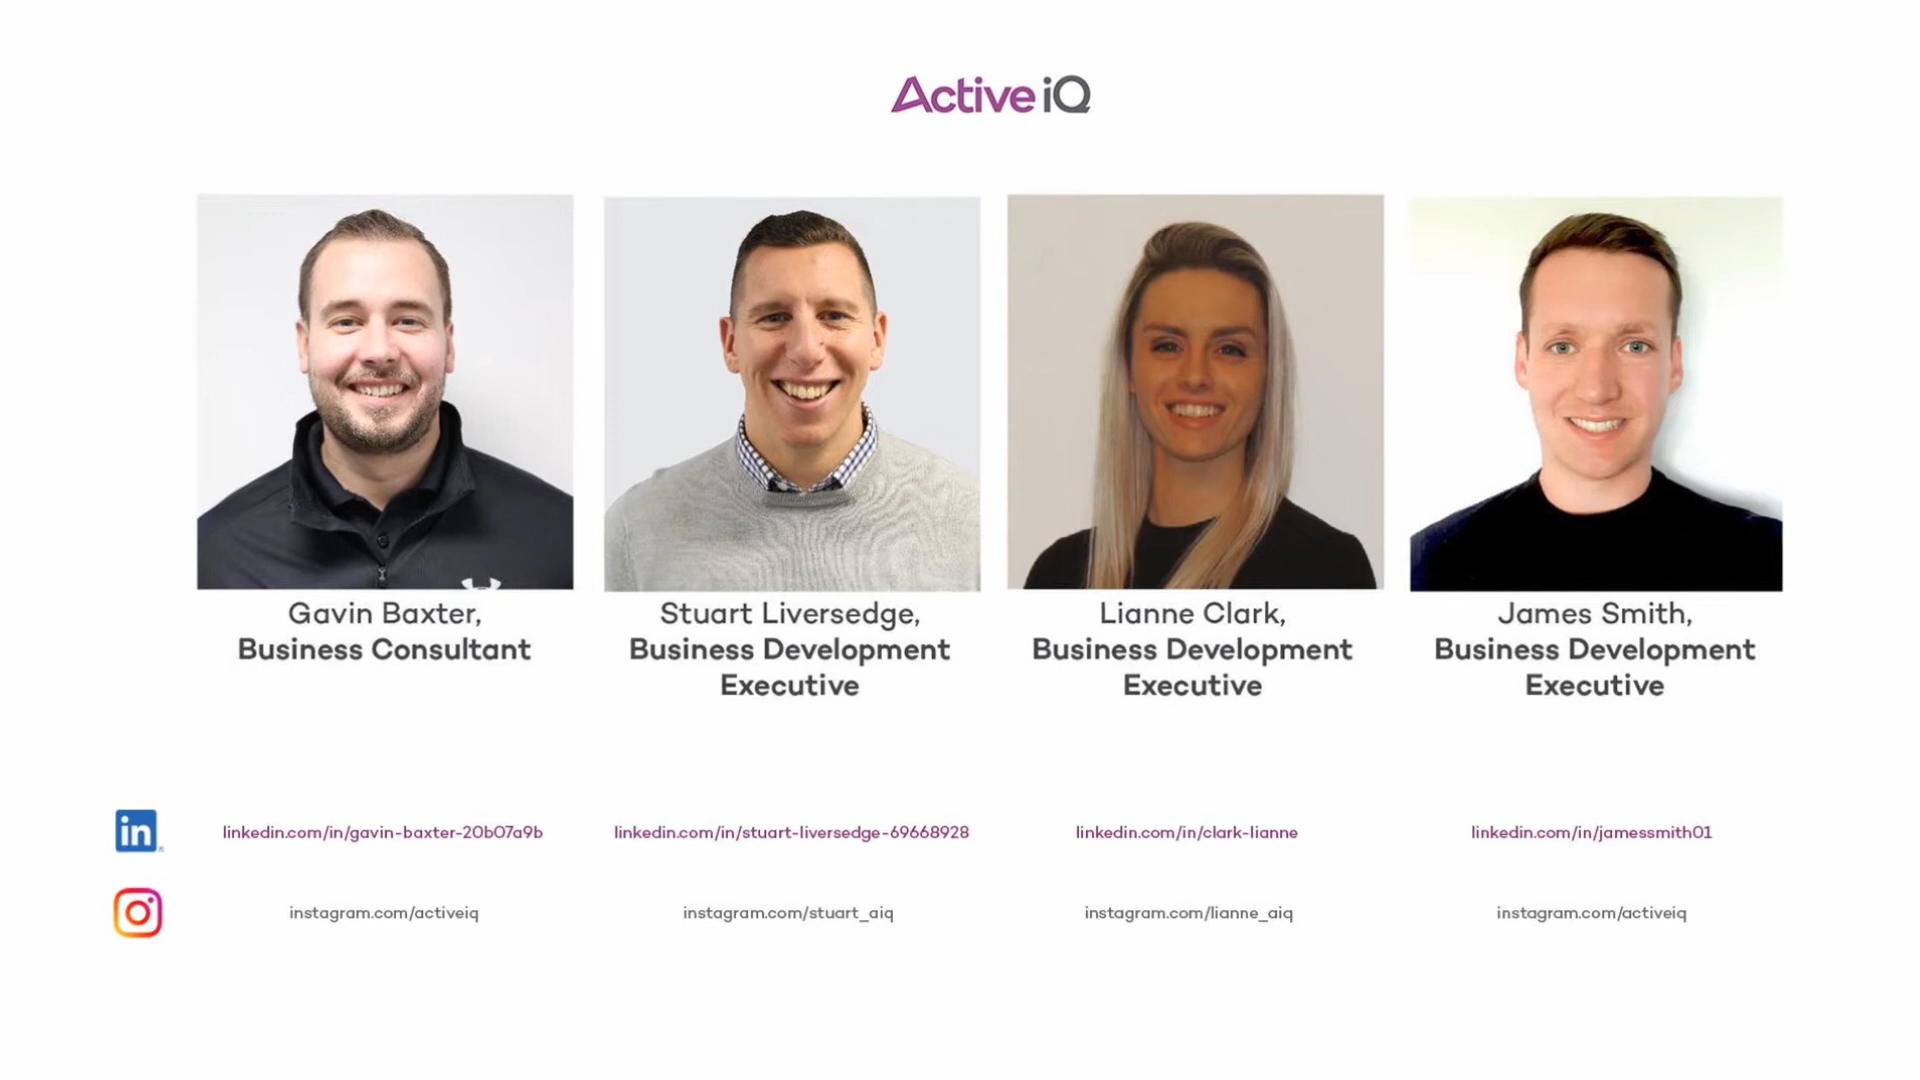 Active iQ
Gavin Baxter,
Business Consultant
Stuart Liversedge,
Business Development
Executive
Lianne Clark,
Business Development
Executive
James Smith,
Business Development
Executive
in
linkedin.com/in/gavin-baxter-20b07a9b
linkedin.com/in/stuart-liversedge-69668928
linkedin.com/in/clark-lianne
linkedin.com/in/jamessmith01
instagram.com/activeiq
instagram.com/stuart_aiq
instagram.com/lianne_aiq
instagram.com/activeiq